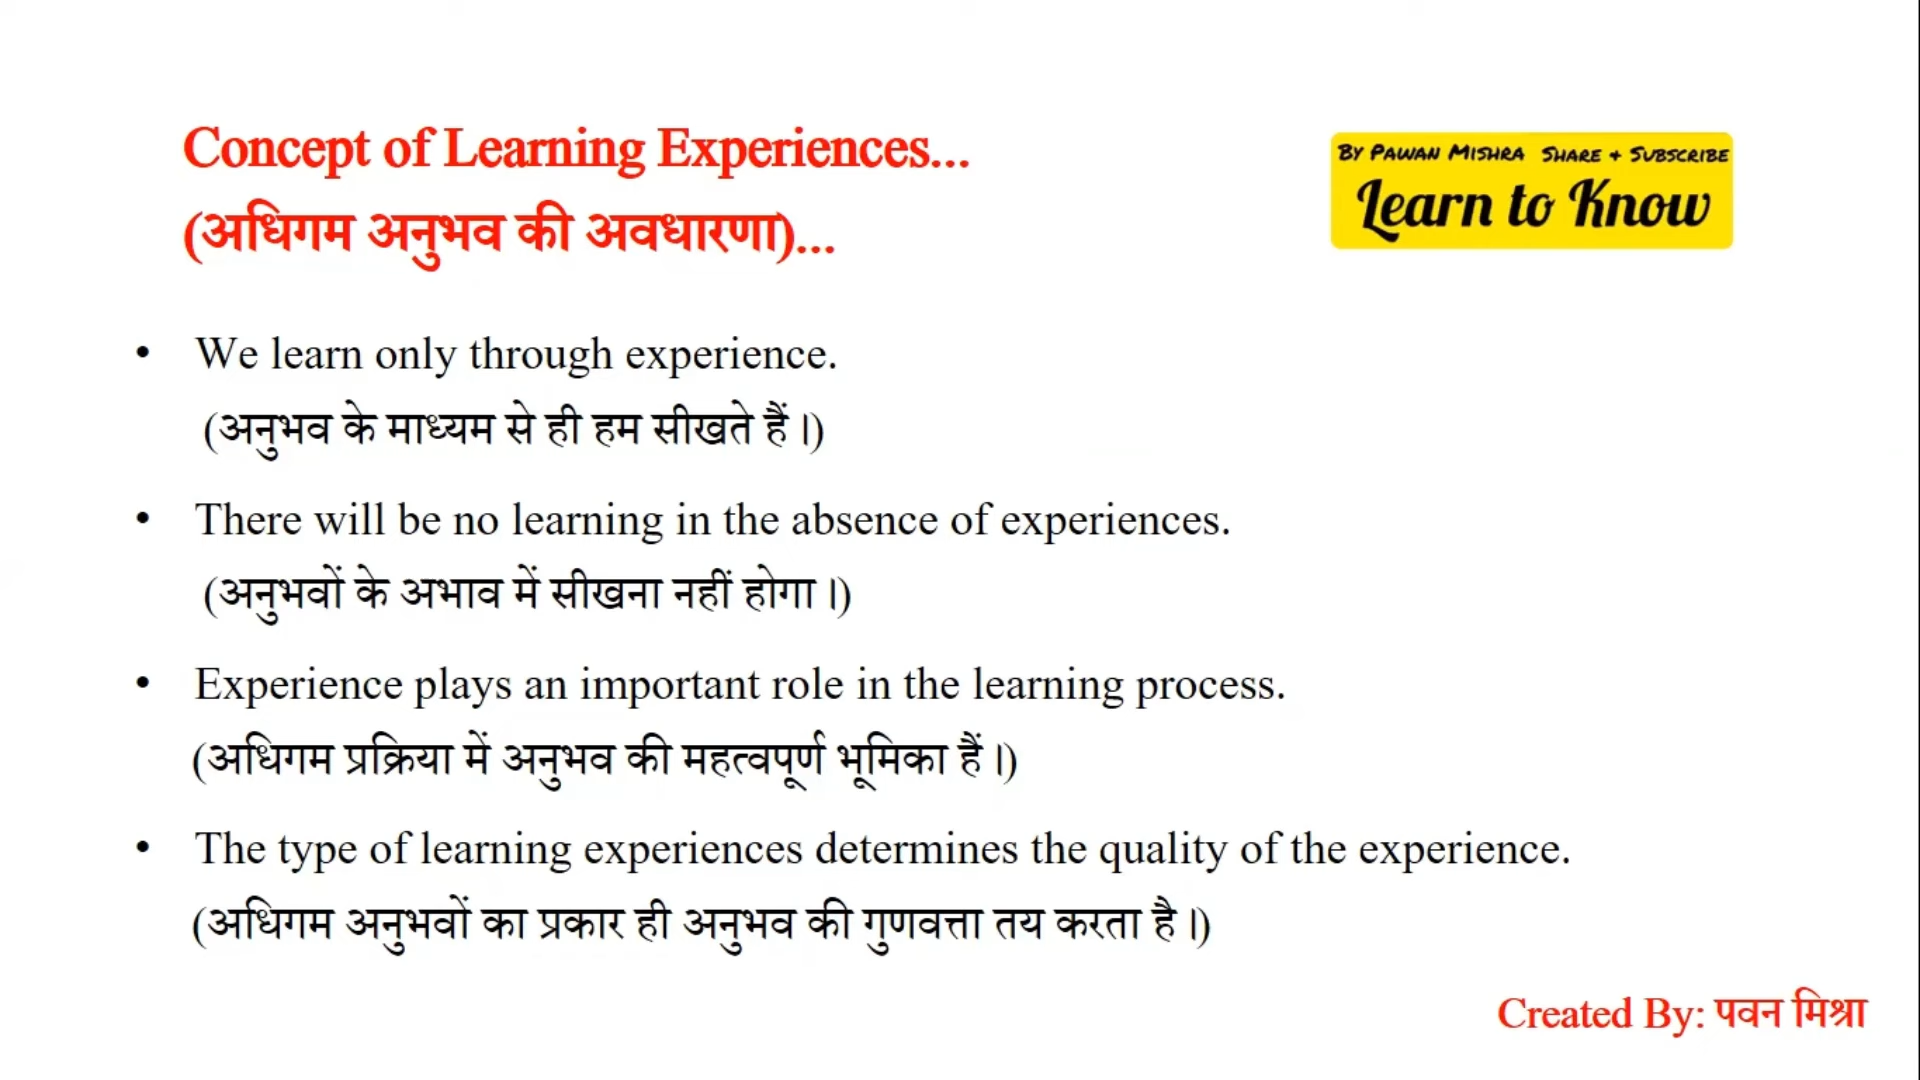 Concept of Learning Experiences...
(अधिगम अनुभव की अवधारणा)...
By Pawan Mishra Share + Subscribe
Learn to Know
• We learn only through experience.
(अनुभव के माध्यम से ही हम सीखते हैं।)
• There will be no learning in the absence of experiences.
(अनुभवों के अभाव में सीखना नहीं होगा।)
• Experience plays an important role in the learning process.
(अधिगम प्रक्रिया में अनुभव की महत्वपूर्ण भूमिका हैं।)
• The type of learning experiences determines the quality of the experience.
(अधिगम अनुभवों का प्रकार ही अनुभव की गुणवत्ता तय करता है।)
Created By: पवन मिश्रा